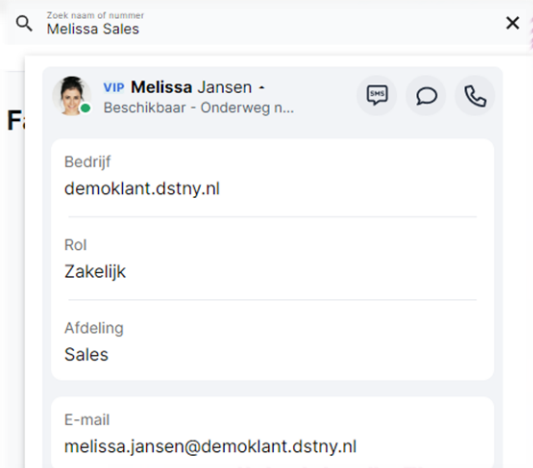 Zoek naam of nummer
Melissa Sales
VIP Melissa Jansen -
Beschikbaar - Onderweg n...
SMS
Bedrijf
demoklant.dstny.nl
Rol
Zakelijk
Afdeling
Sales
E-mail
melissa.jansen@demoklant.dstny.nl